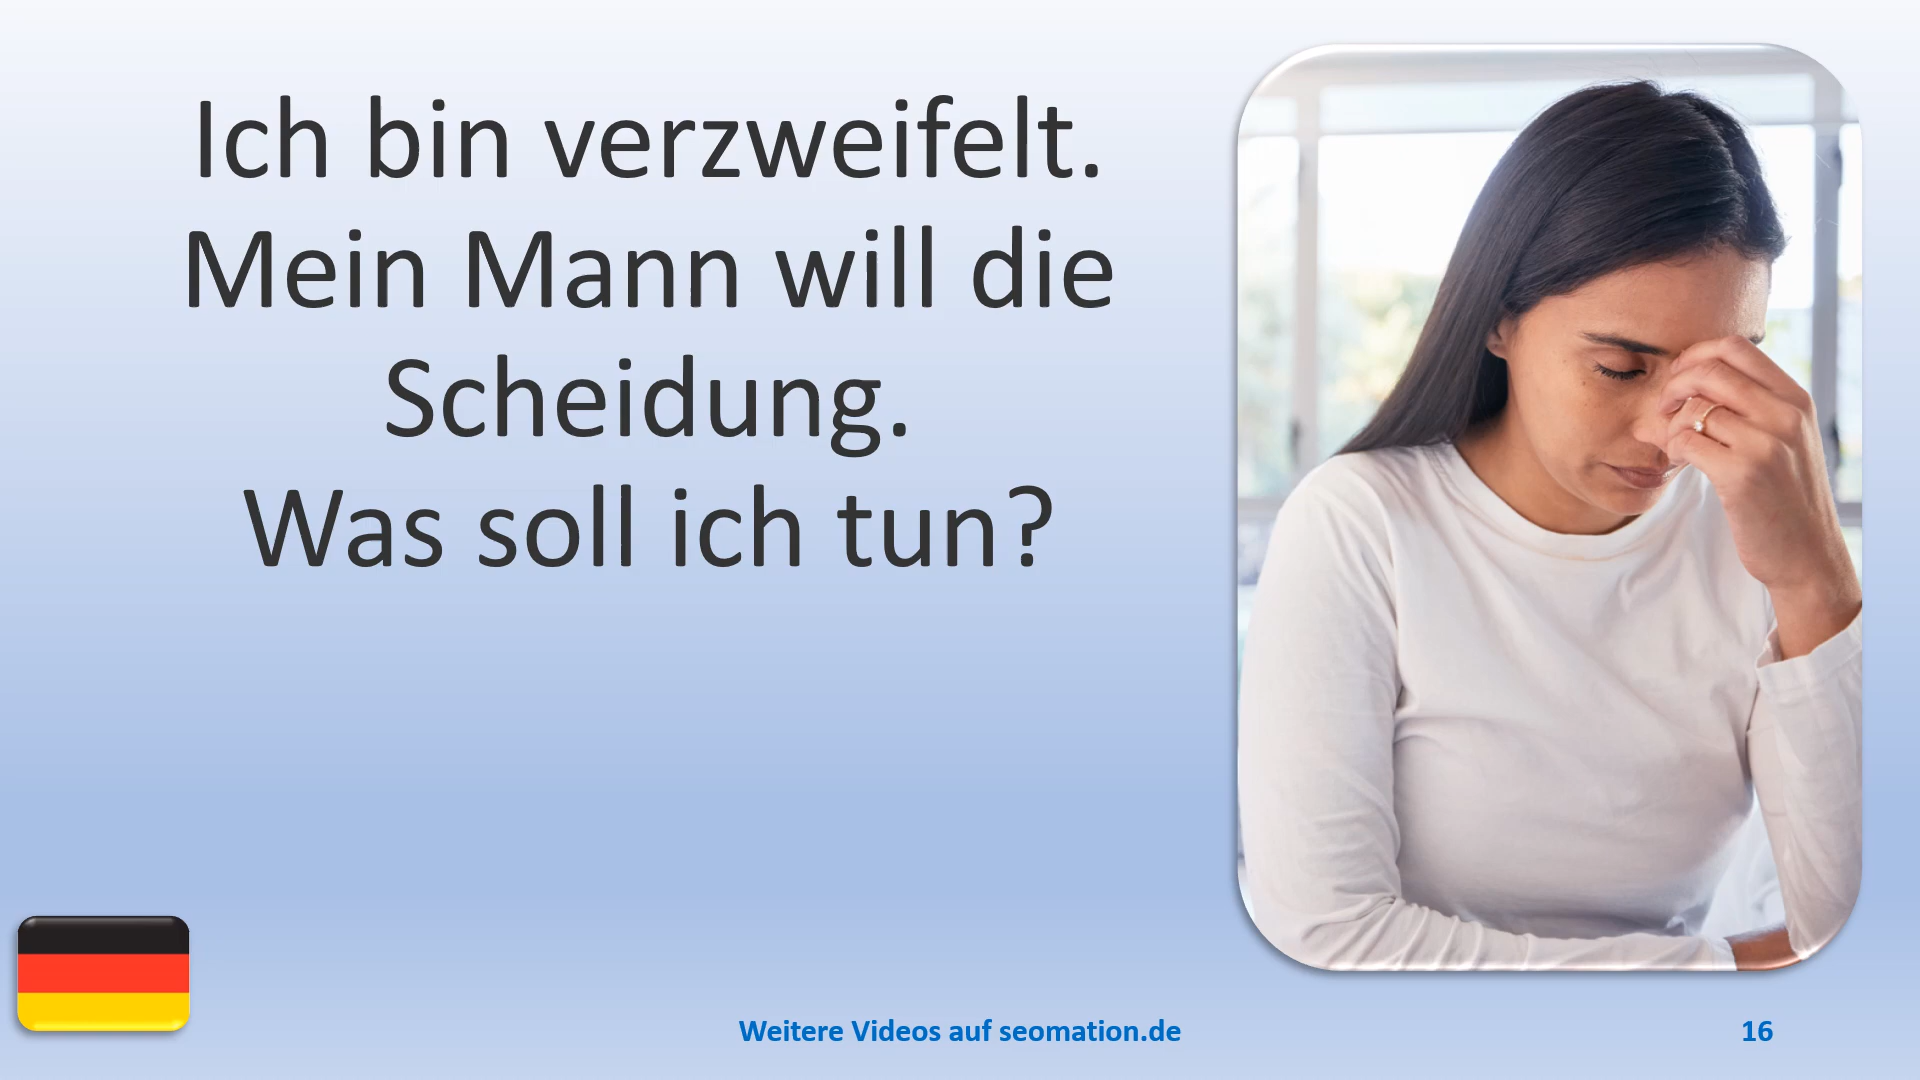 Ich bin verzweifelt.
Mein Mann will die
Scheidung.
Was soll ich tun?
Weitere Videos auf seomation.de
16